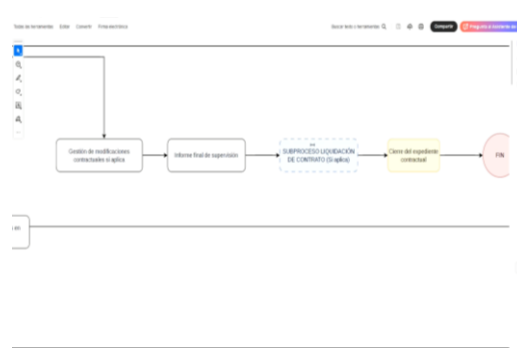 Todas las herramientas Editar Convertir Firma electrónica
Buscar texto o herramientas
Compartir
Gestión de modificaciones
contractuales si aplica
Informe final de supervisión
SUBPROCESO LIQUIDACIÓN
DE CONTRATO (Si aplica)
Cierre del expediente
contractual
FIN